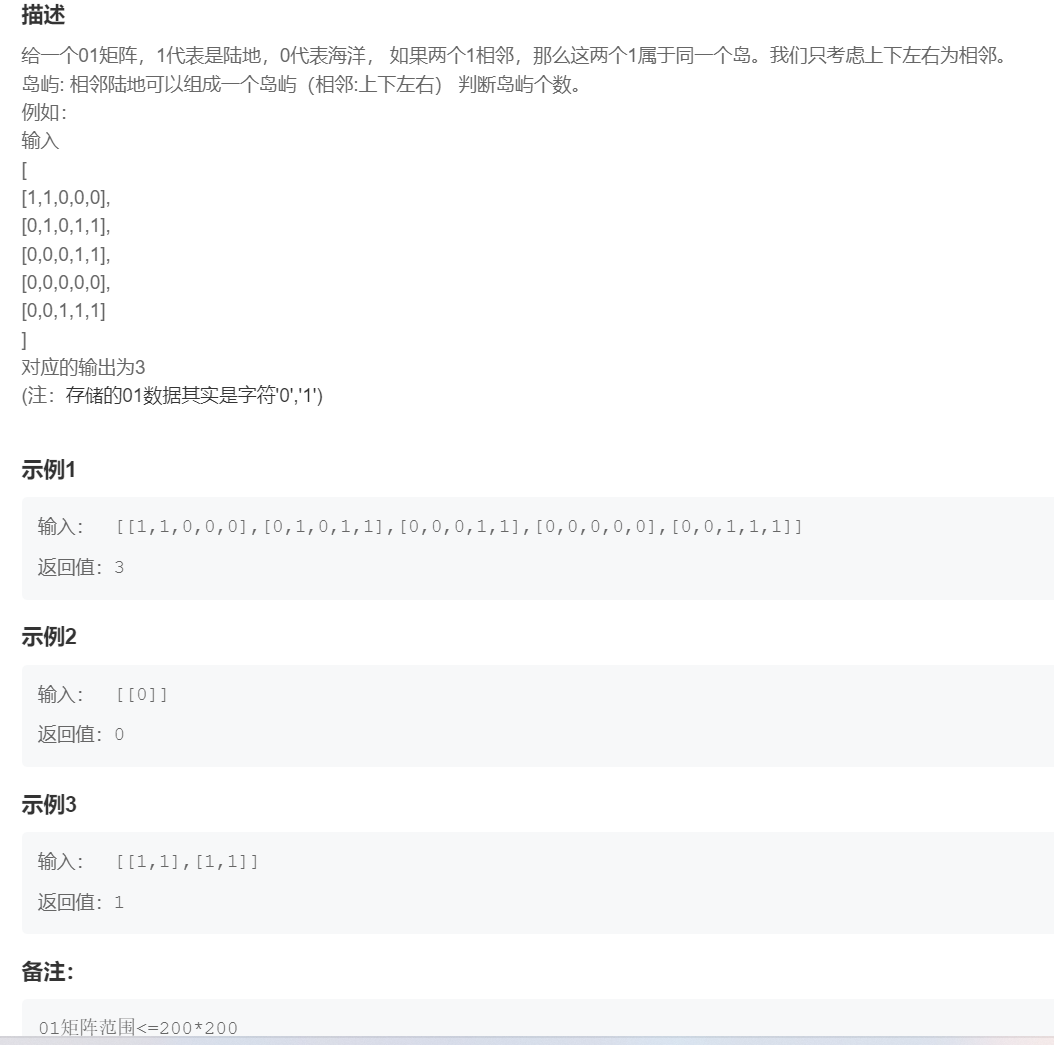 描述
给一个01矩阵，1代表是陆地，0代表海洋， 如果两个1相邻，那么这两个1属于同一个岛。我们只考虑上下左右为相邻。
岛屿: 相邻陆地可以组成一个岛屿（相邻:上下左右） 判断岛屿个数。
例如：
输入
[
[1,1,0,0,0],
[0,1,0,1,1],
[0,0,0,1,1],
[0,0,0,0,0],
[0,0,1,1,1]
]
对应的输出为3
(注：存储的01数据其实是字符'0','1')
示例1
输入： [[1,1,0,0,0],[0,1,0,1,1],[0,0,0,1,1],[0,0,0,0,0],[0,0,1,1,1]]
返回值：3
示例2
输入： [[0]]
返回值：0
示例3
输入： [[1,1],[1,1]]
返回值：1
备注：
01矩阵范围<=200*200